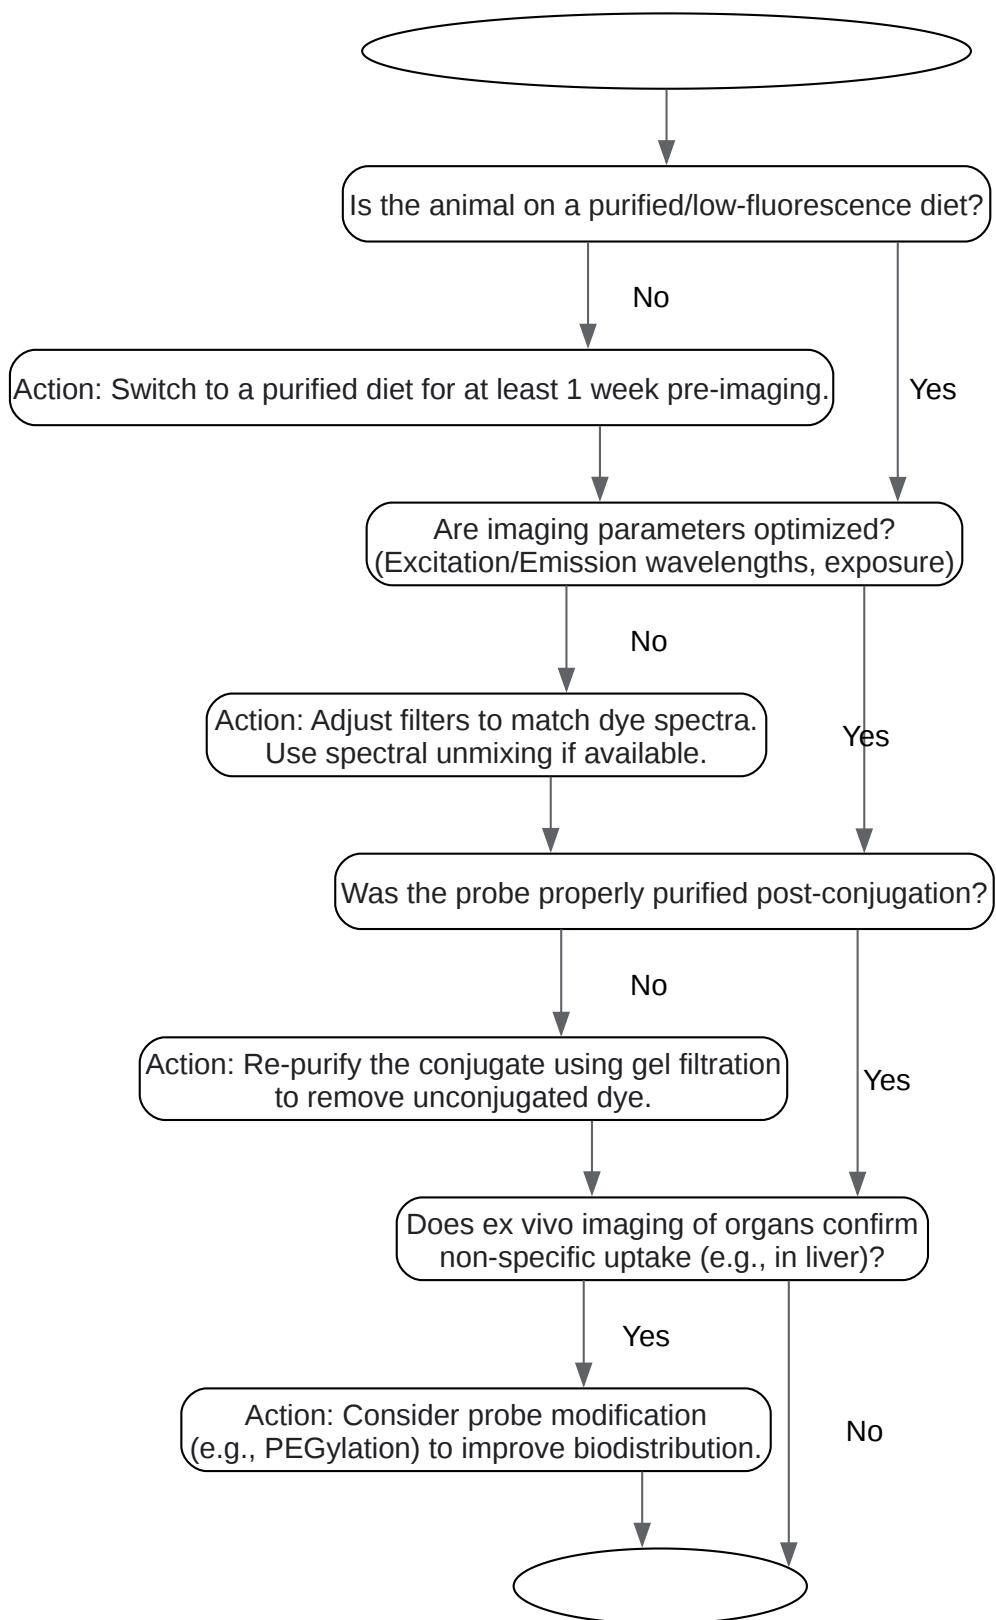 Is the animal on a purified/low-fluorescence diet?
No
Action: Switch to a purified diet for at least 1 week pre-imaging.
Yes
Are imaging parameters optimized?
(Excitation/Emission wavelengths, exposure)
No
Action: Adjust filters to match dye spectra.
Use spectral unmixing if available.
Yes
Was the probe properly purified post-conjugation?
No
Action: Re-purify the conjugate using gel filtration
to remove unconjugated dye.
Yes
Does ex vivo imaging of organs confirm
non-specific uptake (e.g., in liver)?
Yes
Action: Consider probe modification
(e.g., PEGylation) to improve biodistribution.
No